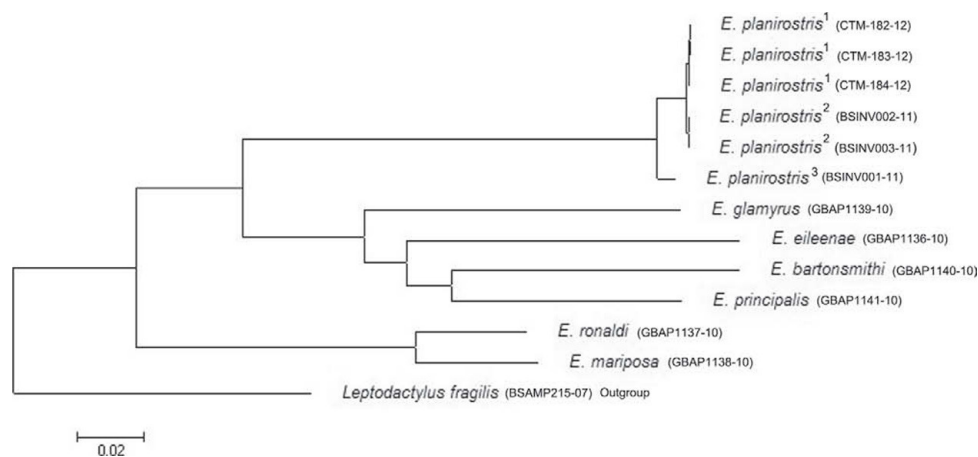 E. planirostris¹ (CTM-182-12)
E. planirostris¹ (CTM-183-12)
E. planirostris¹ (CTM-184-12)
E. planirostris² (BSINV002-11)
E. planirostris² (BSINV003-11)
E. planirostris³ (BSINV001-11)
E. glamyrus (GBAP1139-10)
E. eileenae (GBAP1136-10)
E. bartonsmithi (GBAP1140-10)
E. principalis (GBAP1141-10)
E. ronaldi (GBAP1137-10)
E. mariposa (GBAP1138-10)
Leptodactylus fragilis (BSAMP215-07) Outgroup
0.02